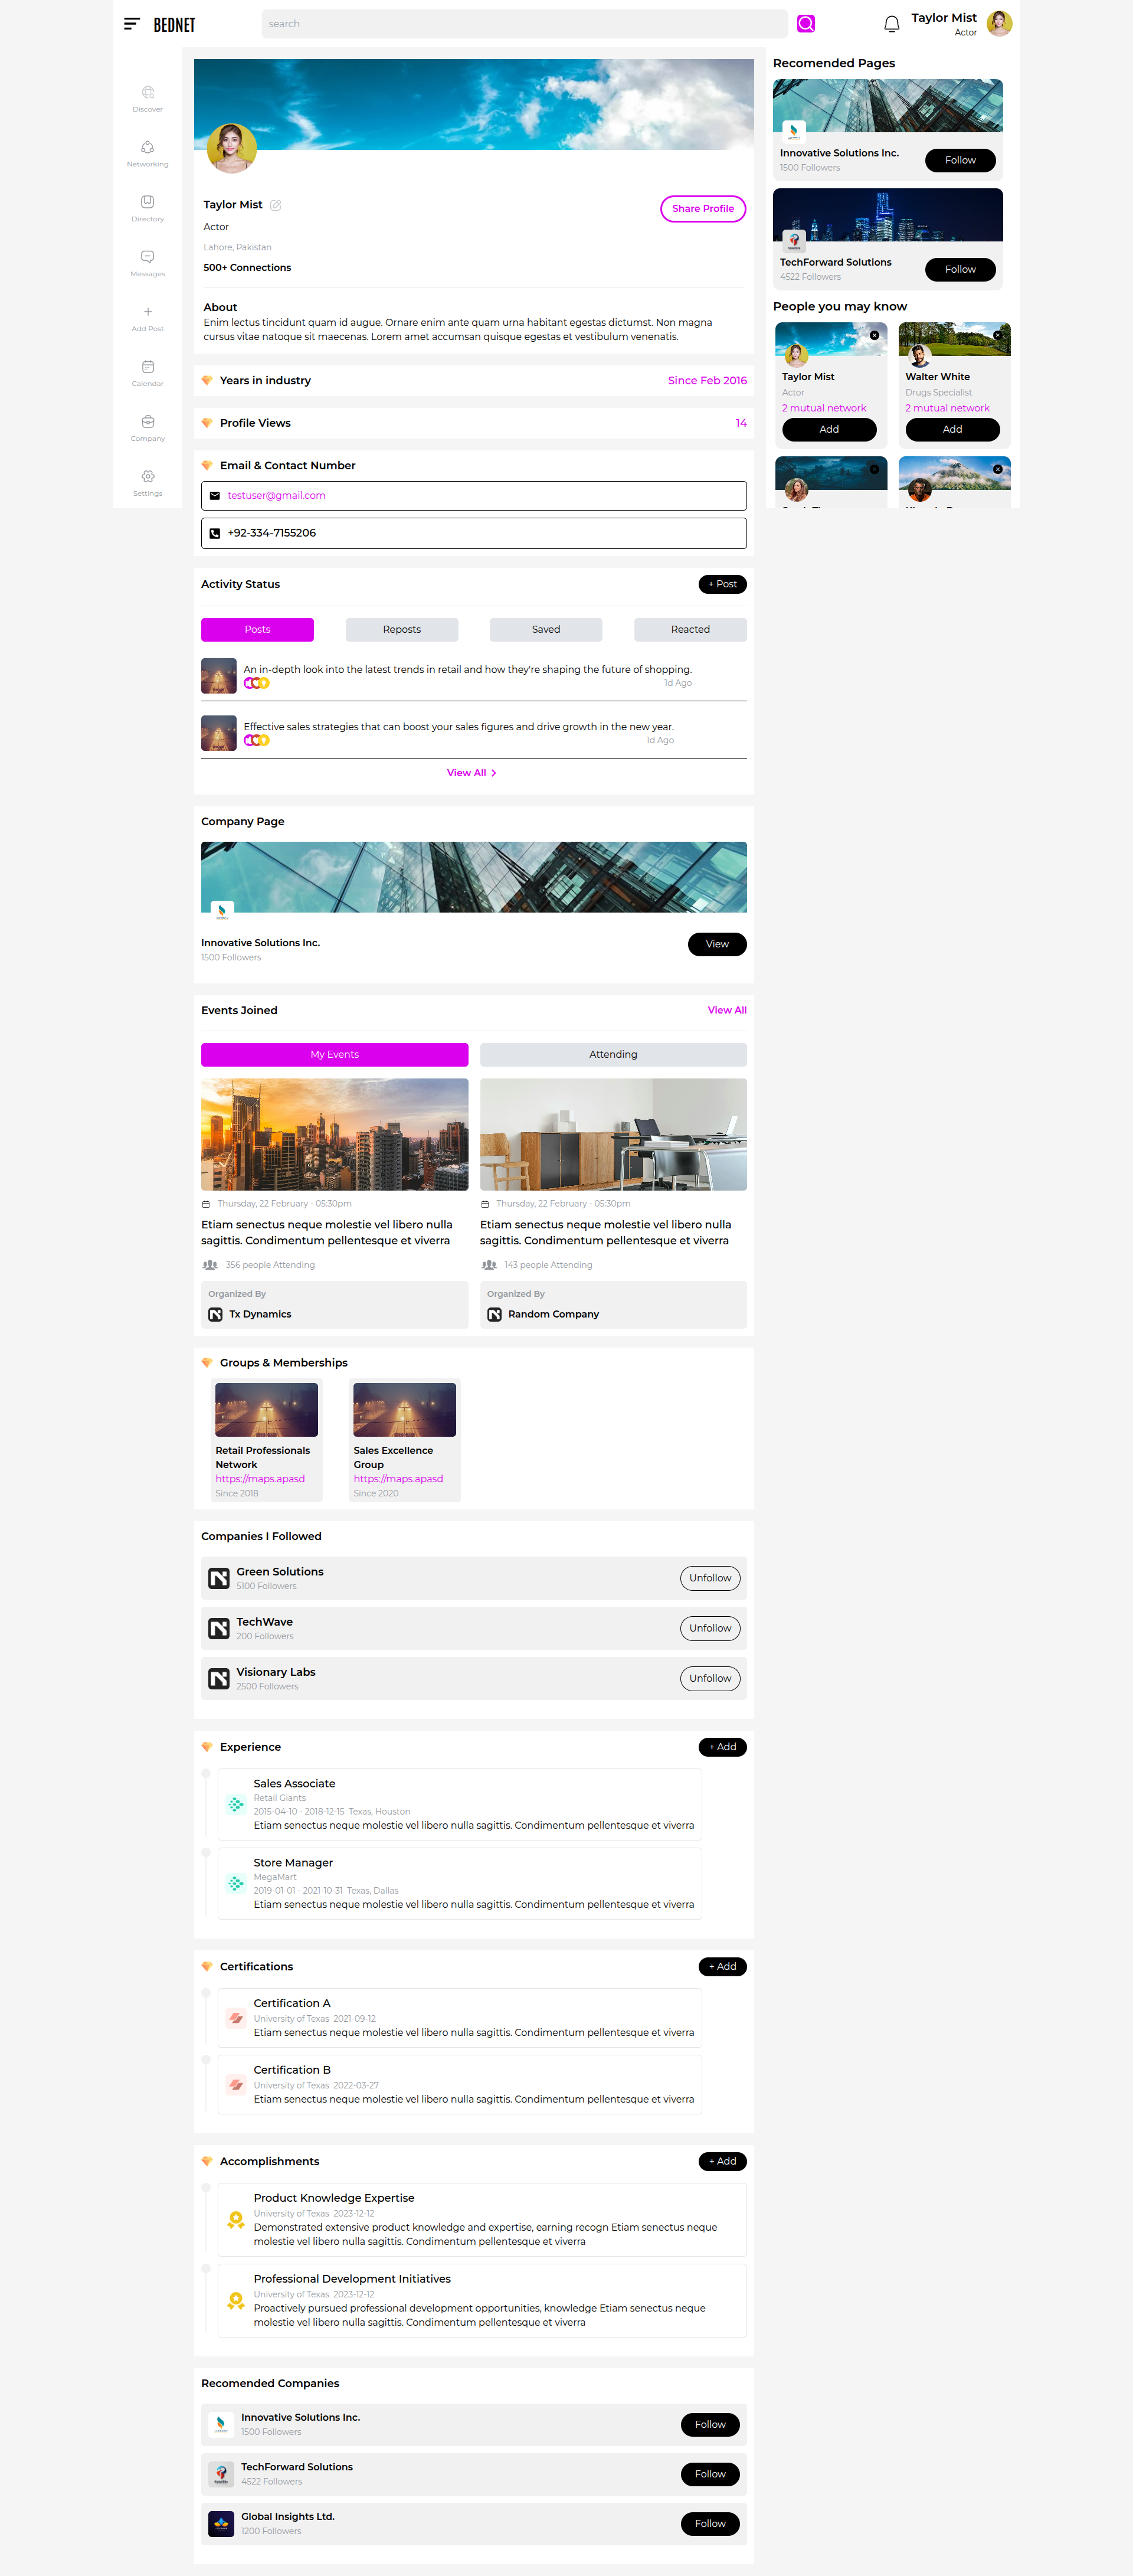 BEDNET
search
Taylor Mist
Actor
Discover
Networking
Directory
Messages
Add Post
Calendar
Company
Settings
Taylor Mist
Share Profile
Actor
Lahore, Pakistan
500+ Connections
About
Enim lectus tincidunt quam id augue. Ornare enim ante quam urna habitant egestas dictumst. Non magna
cursus vitae natoque sit maecenas. Lorem amet accumsan quisque egestas et vestibulum venenatis.
Years in industry
Since Feb 2016
Profile Views
14
Email & Contact Number
testuser@gmail.com
+92-334-7155206
Activity Status
+ Post
Posts
Reposts
Saved
Reacted
An in-depth look into the latest trends in retail and how they're shaping the future of shopping.
1d Ago
Effective sales strategies that can boost your sales figures and drive growth in the new year.
1d Ago
View All
Company Page
Innovative Solutions Inc.
1500 Followers
View
Events Joined
View All
My Events
Attending
Thursday, 22 February - 05:30pm
Etiam senectus neque molestie vel libero nulla
sagittis. Condimentum pellentesque et viverra
356 people Attending
Organized By
Tx Dynamics
Thursday, 22 February - 05:30pm
Etiam senectus neque molestie vel libero nulla
sagittis. Condimentum pellentesque et viverra
143 people Attending
Organized By
Random Company
Groups & Memberships
Retail Professionals
Network
https://maps.apasd
Since 2018
Sales Excellence
Group
https://maps.apasd
Since 2020
Companies I Followed
Green Solutions
5100 Followers
Unfollow
TechWave
200 Followers
Unfollow
Visionary Labs
2500 Followers
Unfollow
Experience
+ Add
Sales Associate
Retail Giants
2015-04-10 - 2018-12-15 Texas, Houston
Etiam senectus neque molestie vel libero nulla sagittis. Condimentum pellentesque et viverra
Store Manager
MegaMart
2019-01-01 - 2021-10-31 Texas, Dallas
Etiam senectus neque molestie vel libero nulla sagittis. Condimentum pellentesque et viverra
Certifications
+ Add
Certification A
University of Texas 2021-09-12
Etiam senectus neque molestie vel libero nulla sagittis. Condimentum pellentesque et viverra
Certification B
University of Texas 2022-03-27
Etiam senectus neque molestie vel libero nulla sagittis. Condimentum pellentesque et viverra
Accomplishments
+ Add
Product Knowledge Expertise
University of Texas 2023-12-12
Demonstrated extensive product knowledge and expertise, earning recogn Etiam senectus neque
molestie vel libero nulla sagittis. Condimentum pellentesque et viverra
Professional Development Initiatives
University of Texas 2023-12-12
Proactively pursued professional development opportunities, knowledge Etiam senectus neque
molestie vel libero nulla sagittis. Condimentum pellentesque et viverra
Recomended Companies
Innovative Solutions Inc.
1500 Followers
Follow
TechForward Solutions
4522 Followers
Follow
Global Insights Ltd.
1200 Followers
Follow
Recomended Pages
Innovative Solutions Inc.
1500 Followers
Follow
TechForward Solutions
4522 Followers
Follow
People you may know
Taylor Mist
Actor
2 mutual network
Add
Walter White
Drugs Specialist
2 mutual network
Add